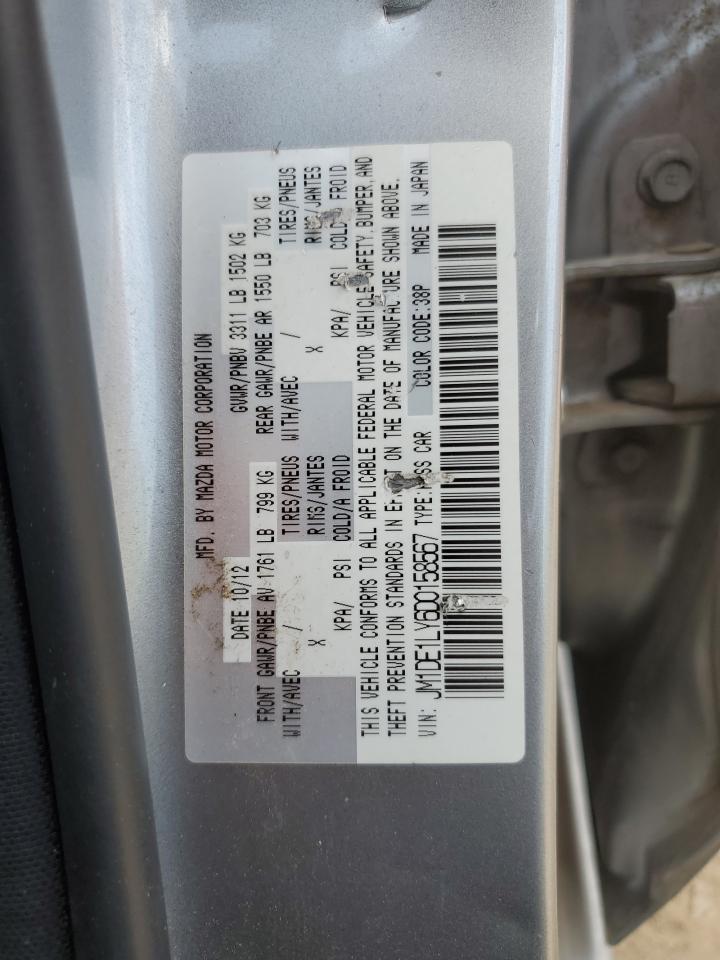 MFD. BY MAZDA MOTOR CORPORATION
DATE 10/12 GVWR/PNBV 3311 LB 1502 KG
FRONT GAWR/PNBE AV 1761 LB 799 KG REAR GAWR/PNBE AR 1550 LB 703 KG
WITH/AVEC / TIRES/PNEUS WITH/AVEC / TIRES/PNEUS
X RIMS/JANTES X RIM JANTES
KPA/ PSI COLD/A FROID KPA/ PSI COLD/ FROID
THIS VEHICLE CONFORMS TO ALL APPLICABLE FEDERAL MOTOR VEHICLE SAFETY, BUMPER, AND
THEFT PREVENTION STANDARDS IN ON THE DATE OF MANUFACTURE SHOWN ABOVE.
VIN: JM1DE1LY6D0158567 TYPE: CAR COLOR CODE:38P MADE IN JAPAN